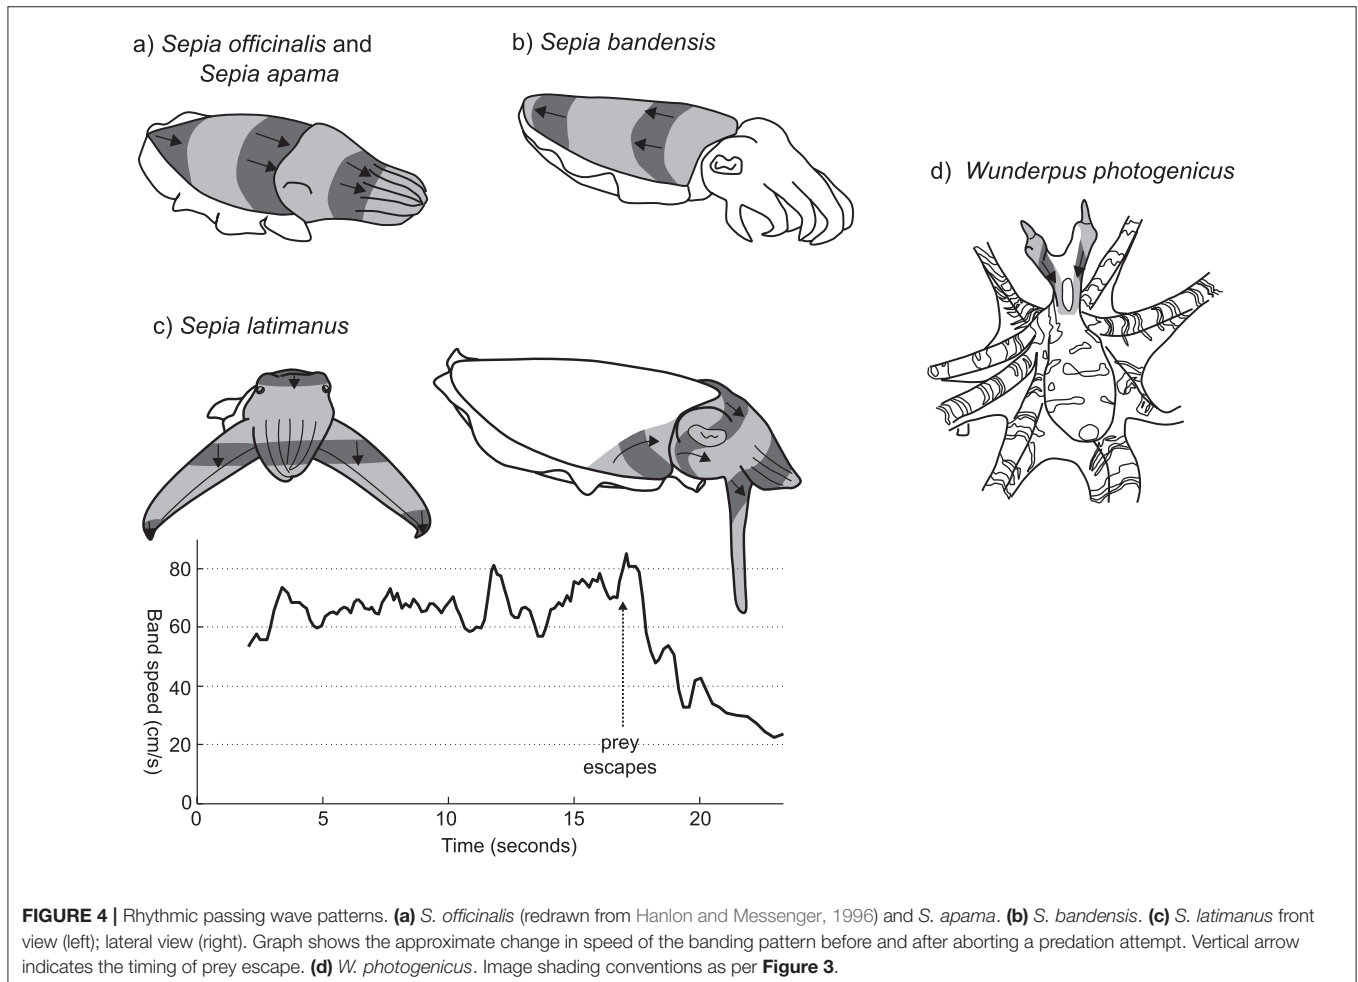 a) Sepia officinalis and
Sepia apama
b) Sepia bandensis
d) Wunderpus photogenicus
c) Sepia latimanus
80
60
40
20
0
Band speed (cm/s)
prey
escapes
0 5 10 15 20
Time (seconds)
FIGURE 4 | Rhythmic passing wave patterns. (a) S. officinalis (redrawn from Hanlon and Messenger, 1996) and S. apama. (b) S. bandensis. (c) S. latimanus front
view (left); lateral view (right). Graph shows the approximate change in speed of the banding pattern before and after aborting a predation attempt. Vertical arrow
indicates the timing of prey escape. (d) W. photogenicus. Image shading conventions as per Figure 3.